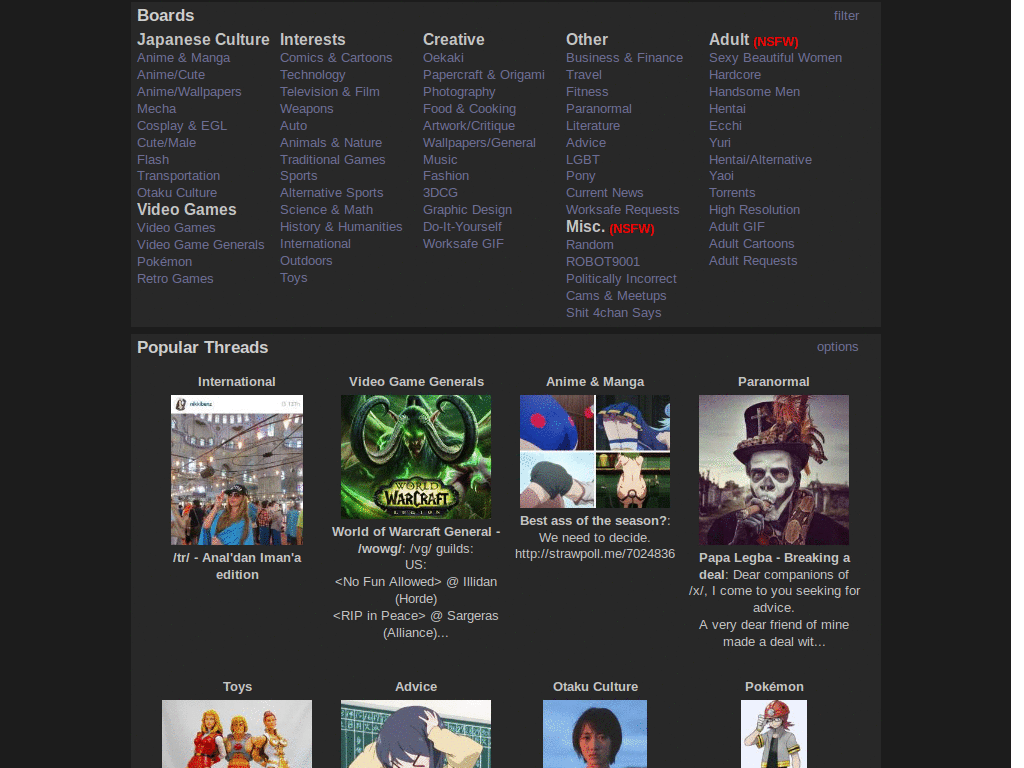 Boards
filter
Japanese Culture
Anime & Manga
Anime/Cute
Anime/Wallpapers
Mecha
Cosplay & EGL
Cute/Male
Flash
Transportation
Otaku Culture
Video Games
Video Games
Video Game Generals
Pokémon
Retro Games
Interests
Comics & Cartoons
Technology
Television & Film
Weapons
Auto
Animals & Nature
Traditional Games
Sports
Alternative Sports
Science & Math
History & Humanities
International
Outdoors
Toys
Creative
Oekaki
Papercraft & Origami
Photography
Food & Cooking
Artwork/Critique
Wallpapers/General
Music
Fashion
3DCG
Graphic Design
Do-It-Yourself
Worksafe GIF
Other
Business & Finance
Travel
Fitness
Paranormal
Literature
Advice
LGBT
Pony
Current News
Worksafe Requests
Misc. (NSFW)
Random
ROBOT9001
Politically Incorrect
Cams & Meetups
Shit 4chan Says
Adult (NSFW)
Sexy Beautiful Women
Hardcore
Handsome Men
Hentai
Ecchi
Yuri
Hentai/Alternative
Yaoi
Torrents
High Resolution
Adult GIF
Adult Cartoons
Adult Requests
Popular Threads
options
International
nikkibenz
/tr/ - Anal'dan Iman'a
edition
Video Game Generals
WORLD
WARCRAFT
LEGION
World of Warcraft General -
/wowg/: /vg/ guilds:
US:
<No Fun Allowed> @ Illidan
(Horde)
<RIP in Peace> @ Sargeras
(Alliance)...
Anime & Manga
Best ass of the season?:
We need to decide.
http://strawpoll.me/7024836
Paranormal
Papa Legba - Breaking a
deal: Dear companions of
/x/, I come to you seeking for
advice.
A very dear friend of mine
made a deal wit…
Toys
Advice
Otaku Culture
Pokémon